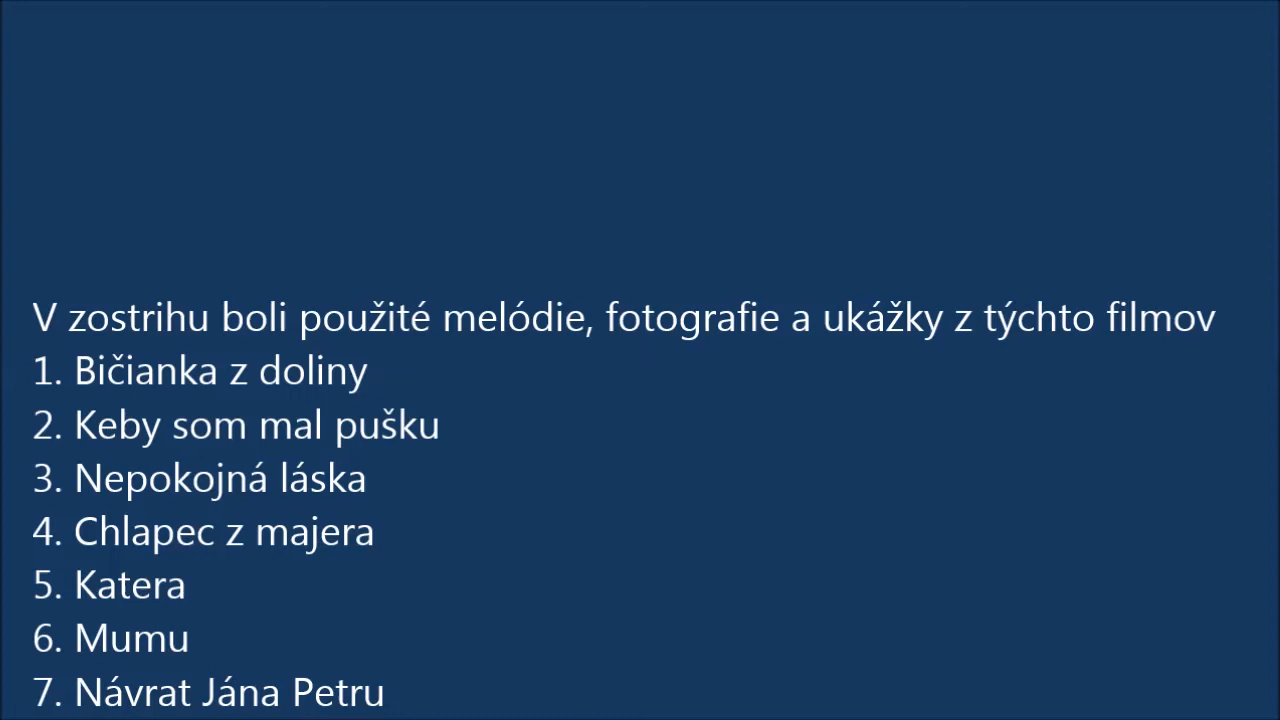 V zostrihu boli použité melódie, fotografie a ukážky z týchto filmov
1. Bičianka z doliny
2. Keby som mal pušku
3. Nepokojná láska
4. Chlapec z majera
5. Katera
6. Mumu
7. Návrat Jána Petru